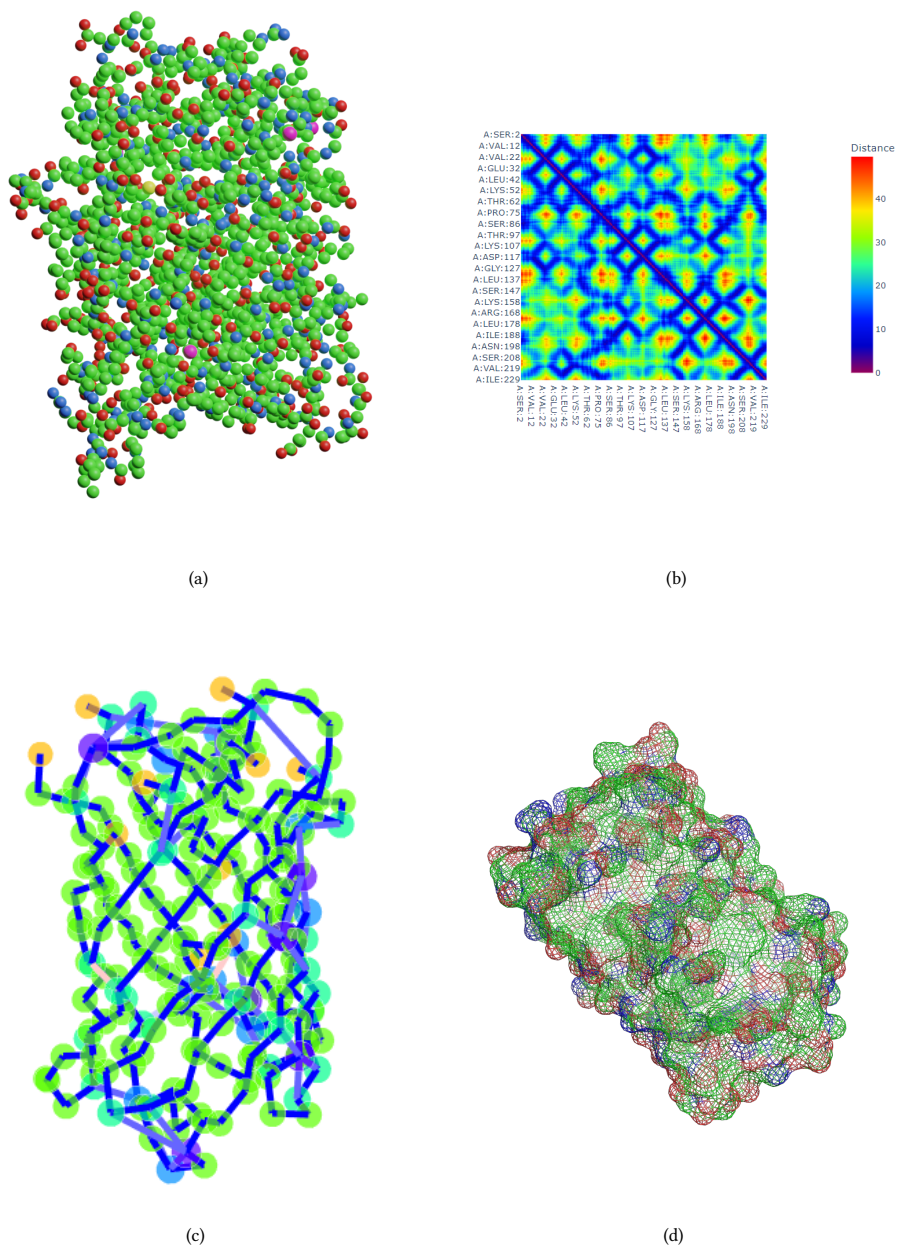 (a)
A:SER:2
A:VAL:12
A:VAL:22
A:GLU:32
A:LEU:42
A:LYS:52
A:THR:62
A:PRO:75
A:SER:86
A:THR:97
A:LYS:107
A:ASP:117
A:GLY:127
A:LEU:137
A:SER:147
A:LYS:158
A:ARG:168
A:LEU:178
A:ILE:188
A:ASN:198
A:SER:208
A:VAL:219
A:ILE:229
A:SER:2
A:VAL:12
A:VAL:22
A:GLU:32
A:LEU:42
A:LYS:52
A:THR:62
A:PRO:75
A:SER:86
A:THR:97
A:LYS:107
A:ASP:117
A:GLY:127
A:LEU:137
A:SER:147
A:LYS:158
A:ARG:168
A:LEU:178
A:ILE:188
A:ASN:198
A:SER:208
A:VAL:219
A:ILE:229
Distance
40
30
20
10
0
(b)
(c)
(d)